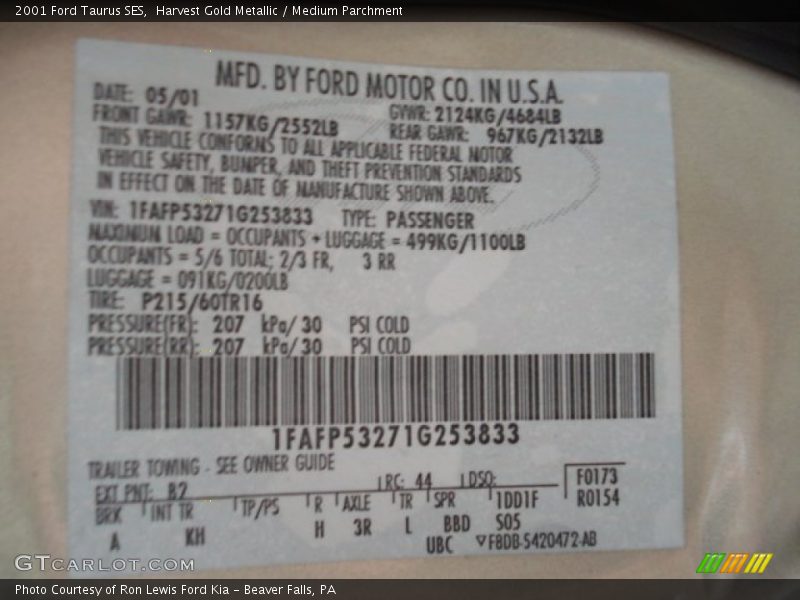 2001 Ford Taurus SES, Harvest Gold Metallic / Medium Parchment
MFD. BY FORD MOTOR CO. IN U.S.A.
DATE: 05/01 GVWR: 2124KG/4684LB
FRONT GAWR: 1157KG/2552LB REAR GAWR: 967KG/2132LB
THIS VEHICLE CONFORMS TO ALL APPLICABLE FEDERAL MOTOR
VEHICLE SAFETY, BUMPER, AND THEFT PREVENTION STANDARDS
IN EFFECT ON THE DATE OF MANUFACTURE SHOWN ABOVE.
VIN: 1FAFP53271G253833 TYPE: PASSENGER
MAXIMUM LOAD = OCCUPANTS + LUGGAGE = 499KG/1100LB
OCCUPANTS = 5/6 TOTAL; 2/3 FR, 3 RR
LUGGAGE = 091KG/0200LB
TIRE: P215/60TR16
PRESSURE(FR): 207 kPa/ 30 PSI COLD
PRESSURE(RR): 207 kPa/ 30 PSI COLD
1FAFP53271G253833
TRAILER TOWING - SEE OWNER GUIDE
EXT PNT: B2 RC: 44 DSO: F0173
BRK INT TR TP/PS R AXLE TR SPR 1DD1F R0154
A KH H 3R L BBD S05
UBC F8DB-5420472-AB
GTCARLOT.COM
Photo Courtesy of Ron Lewis Ford Kia - Beaver Falls, PA